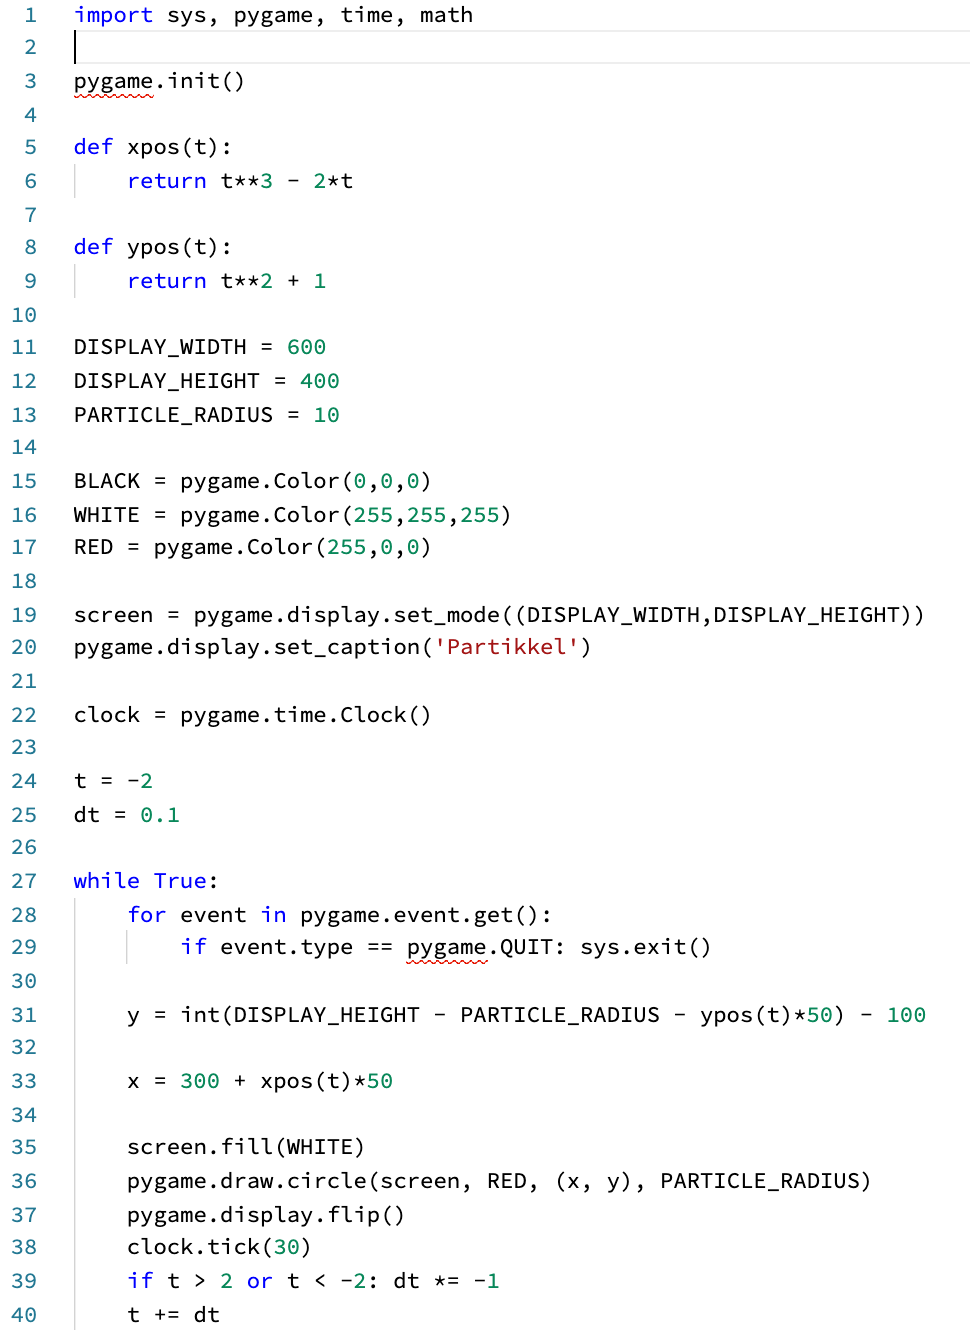 1 import sys, pygame, time, math
2
3 pygame.init()
4
5 def xpos(t):
6     return t**3 - 2*t
7
8 def ypos(t):
9     return t**2 + 1
10
11 DISPLAY_WIDTH = 600
12 DISPLAY_HEIGHT = 400
13 PARTICLE_RADIUS = 10
14
15 BLACK = pygame.Color(0,0,0)
16 WHITE = pygame.Color(255,255,255)
17 RED = pygame.Color(255,0,0)
18
19 screen = pygame.display.set_mode((DISPLAY_WIDTH,DISPLAY_HEIGHT))
20 pygame.display.set_caption('Partikkel')
21
22 clock = pygame.time.Clock()
23
24 t = -2
25 dt = 0.1
26
27 while True:
28     for event in pygame.event.get():
29         if event.type == pygame.QUIT: sys.exit()
30
31     y = int(DISPLAY_HEIGHT - PARTICLE_RADIUS - ypos(t)*50) - 100
32
33     x = 300 + xpos(t)*50
34
35     screen.fill(WHITE)
36     pygame.draw.circle(screen, RED, (x, y), PARTICLE_RADIUS)
37     pygame.display.flip()
38     clock.tick(30)
39     if t > 2 or t < -2: dt *= -1
40     t += dt